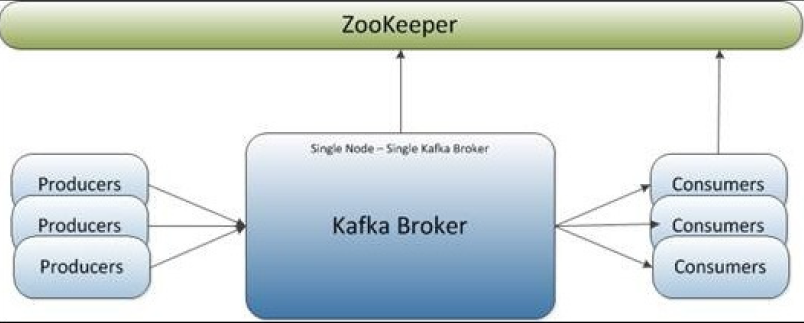 ZooKeeper
Single Node – Single Kafka Broker
Kafka Broker
Producers
Producers
Producers
Consumers
Consumers
Consumers